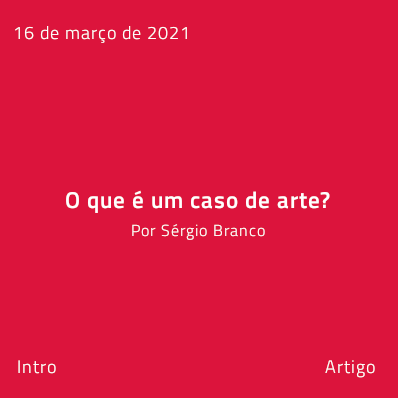 16 de março de 2021
O que é um caso de arte?
Por Sérgio Branco
Intro
Artigo